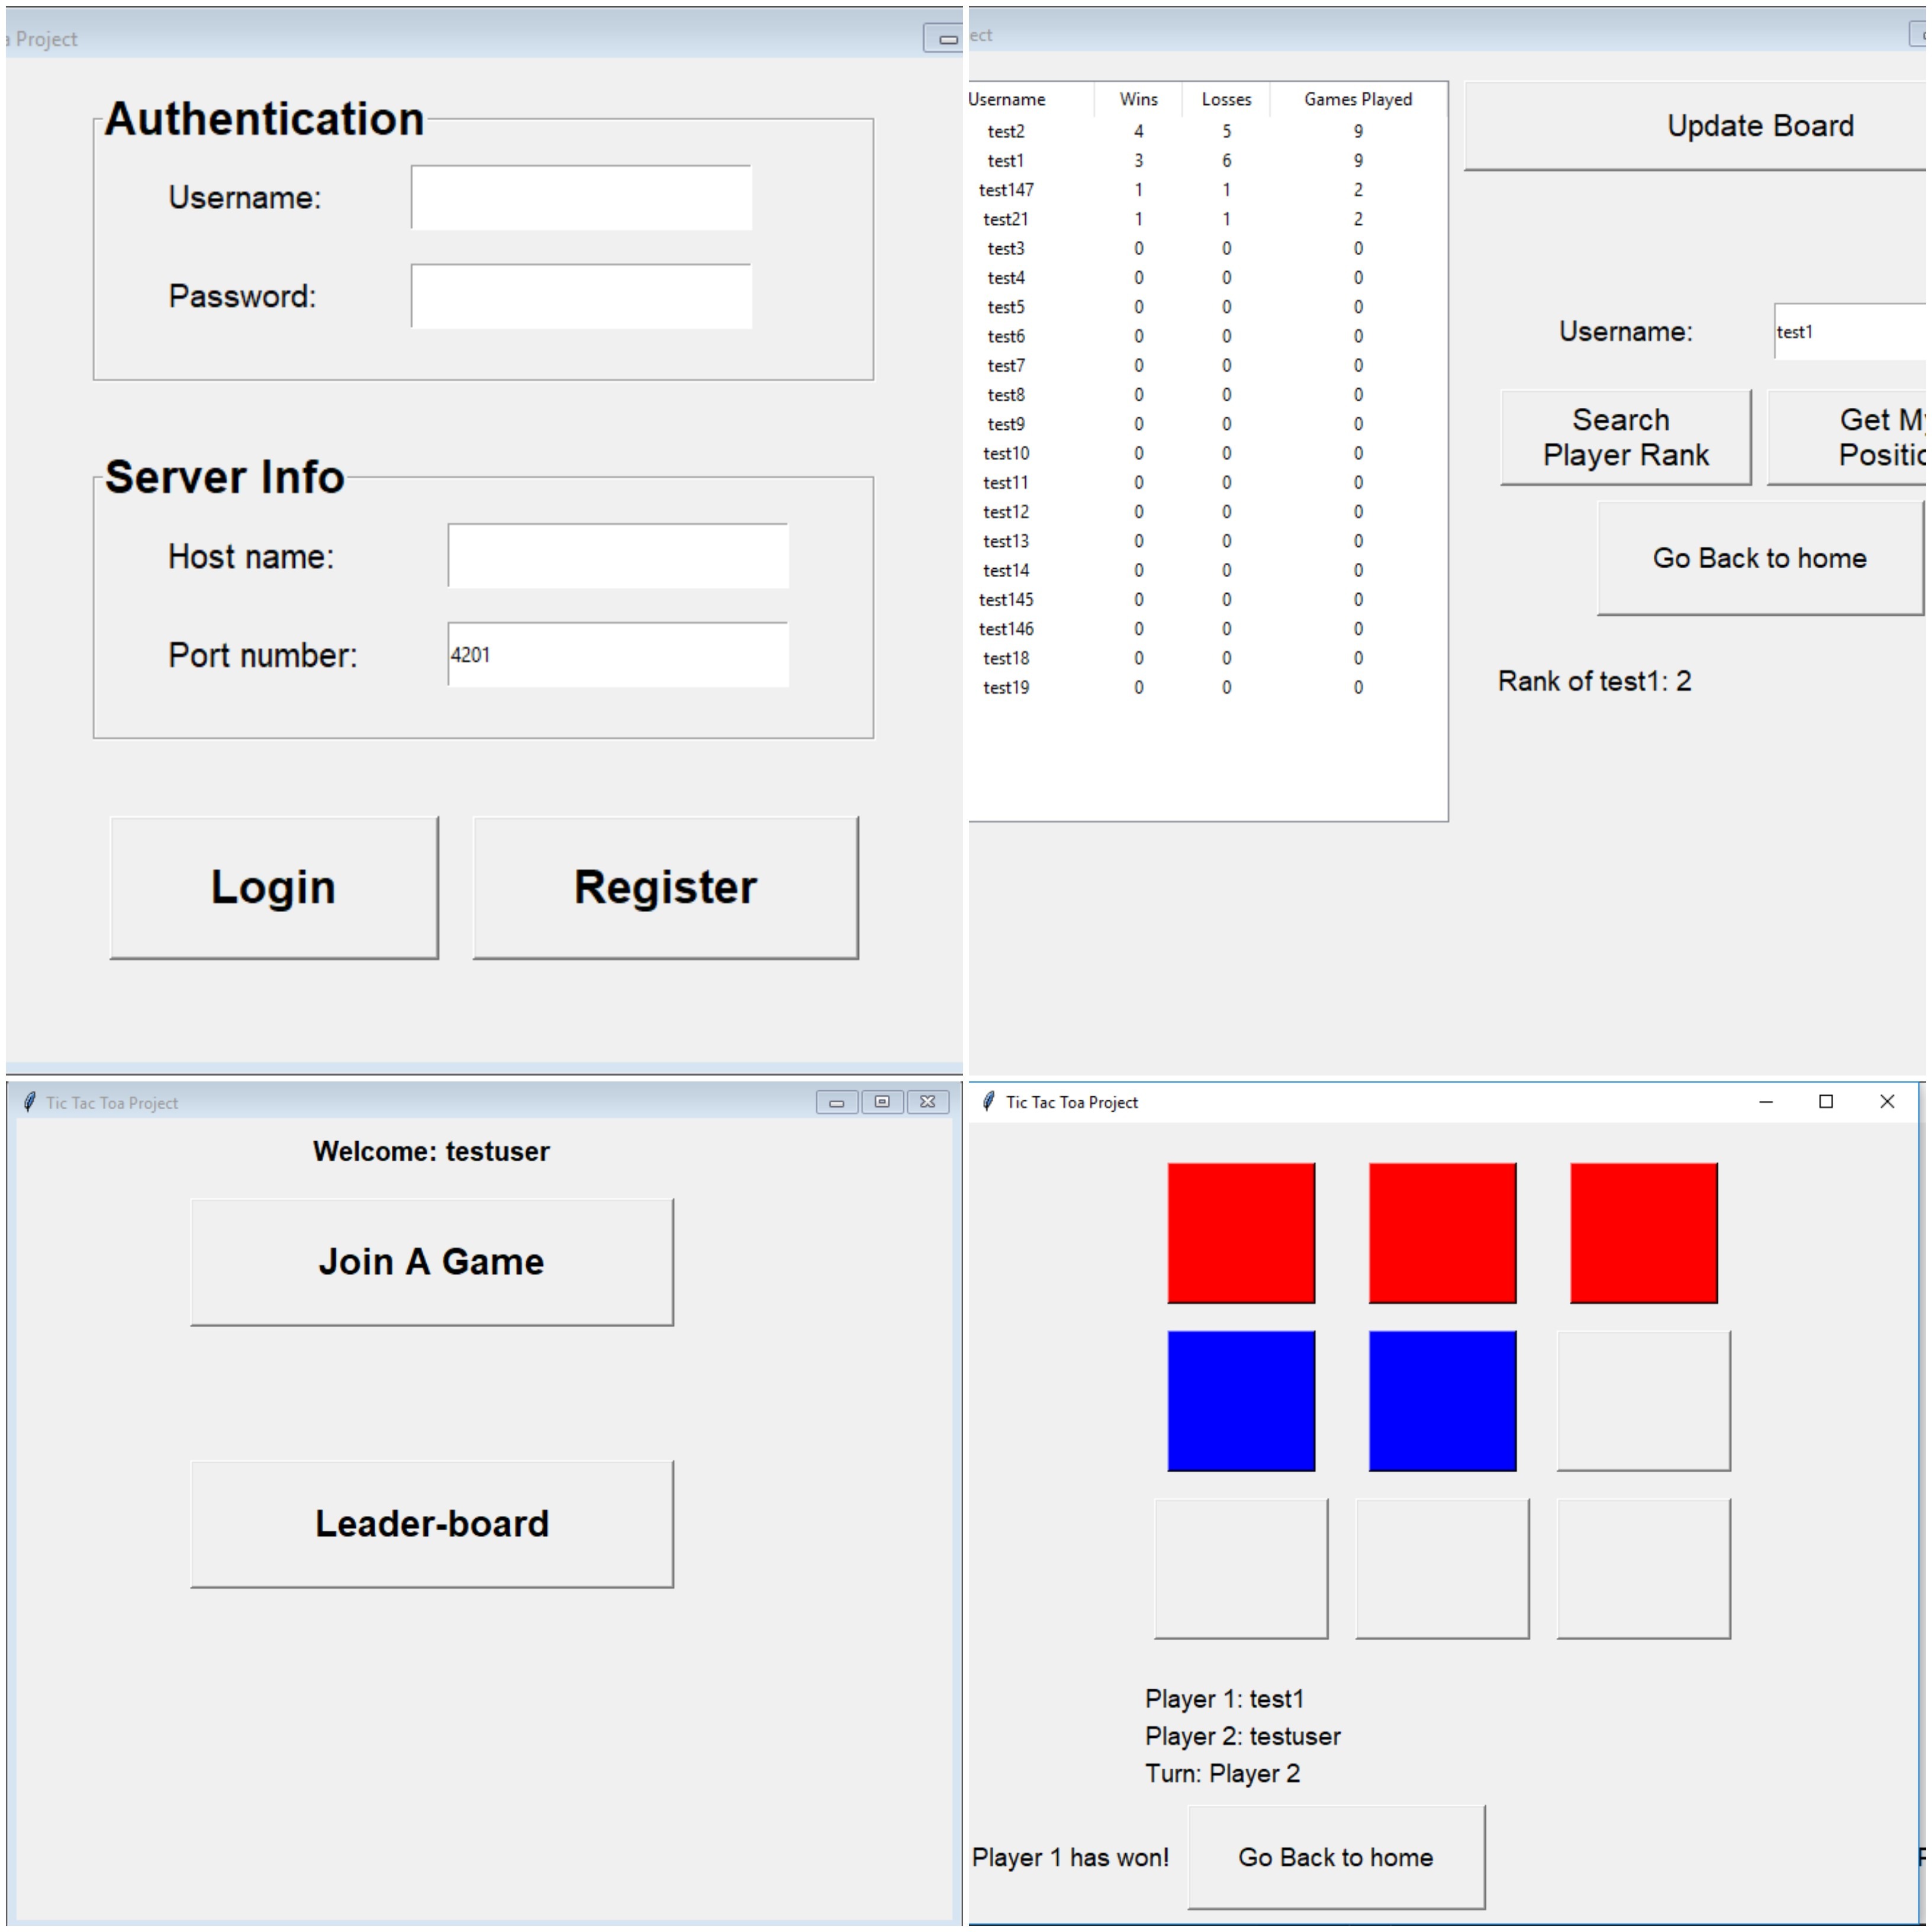 a Project
Authentication
Username:
Password:
Server Info
Host name:
Port number: 4201
Login Register
ect
Username Wins Losses Games Played
test2 4 5 9
test1 3 6 9
test147 1 1 2
test21 1 1 2
test3 0 0 0
test4 0 0 0
test5 0 0 0
test6 0 0 0
test7 0 0 0
test8 0 0 0
test9 0 0 0
test10 0 0 0
test11 0 0 0
test12 0 0 0
test13 0 0 0
test14 0 0 0
test145 0 0 0
test146 0 0 0
test18 0 0 0
test19 0 0 0
Update Board
Username: test1
Search
Player Rank
Get My
Positio
Go Back to home
Rank of test1: 2
Tic Tac Toa Project
Welcome: testuser
Join A Game
Leader-board
Tic Tac Toa Project
Player 1: test1
Player 2: testuser
Turn: Player 2
Player 1 has won! Go Back to home